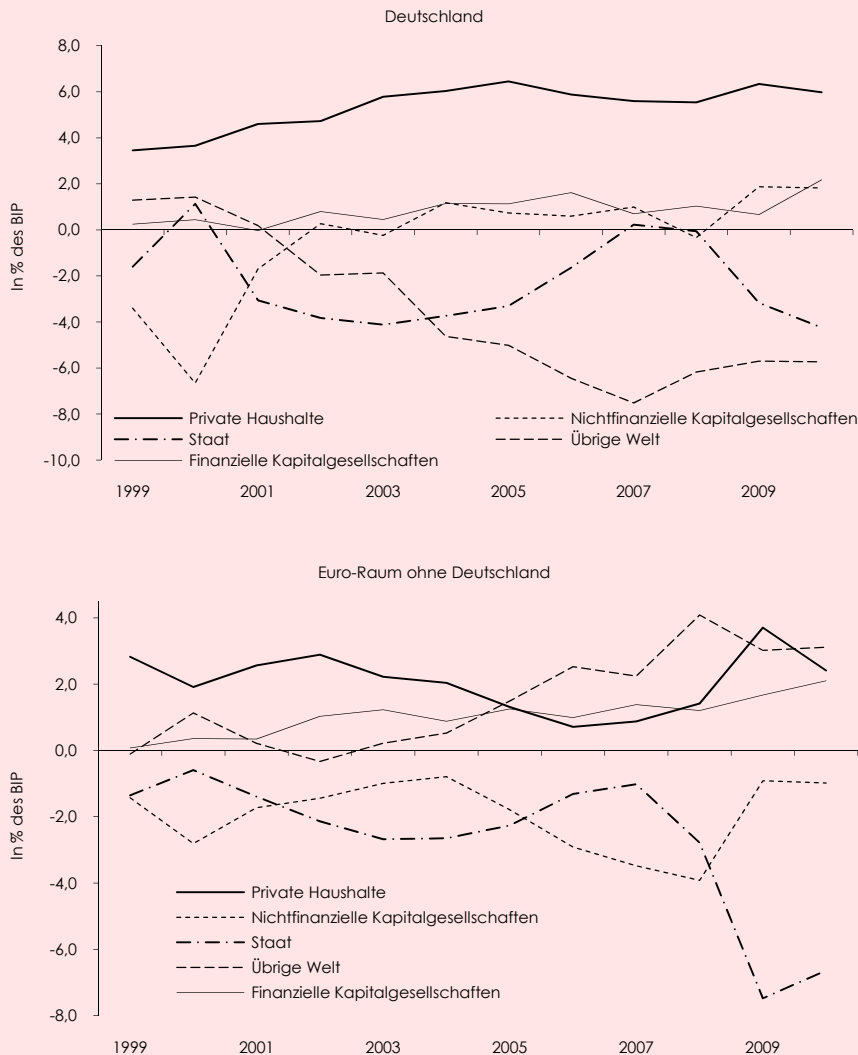 Deutschland
8,0
6,0
4,0
2,0
0,0
-2,0
-4,0
-6,0
-8,0
-10,0
In % des BIP
Private Haushalte
Nichtfinanzielle Kapitalgesellschaften
Staat
Übrige Welt
Finanzielle Kapitalgesellschaften
1999 2001 2003 2005 2007 2009
Euro-Raum ohne Deutschland
4,0
2,0
0,0
-2,0
-4,0
-6,0
-8,0
In % des BIP
Private Haushalte
Nichtfinanzielle Kapitalgesellschaften
Staat
Übrige Welt
Finanzielle Kapitalgesellschaften
1999 2001 2003 2005 2007 2009